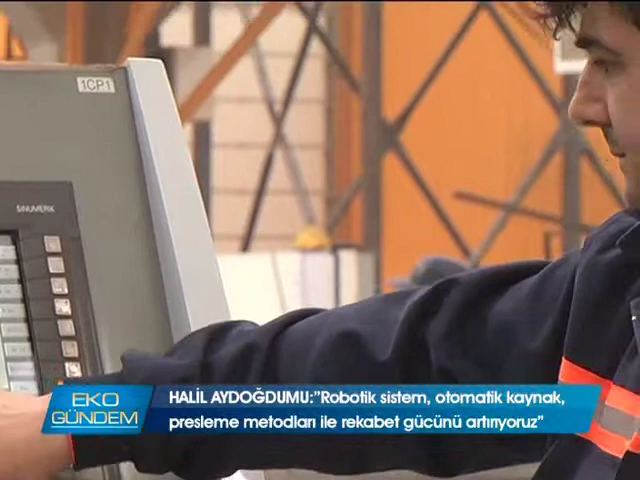 1CP1
SINUMERIK
EKO
GÜNDEM
HALİL AYDOĞDUMU:"Robotik sistem, otomatik kaynak,
presleme metodları ile rekabet gücünü artırıyoruz"